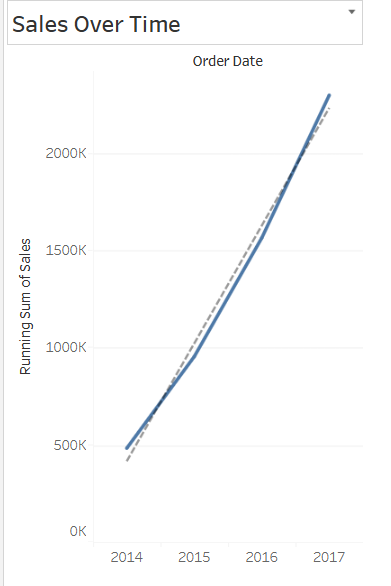 Sales Over Time
Order Date
Running Sum of Sales
2000K
1500K
1000K
500K
0K
2014 2015 2016 2017